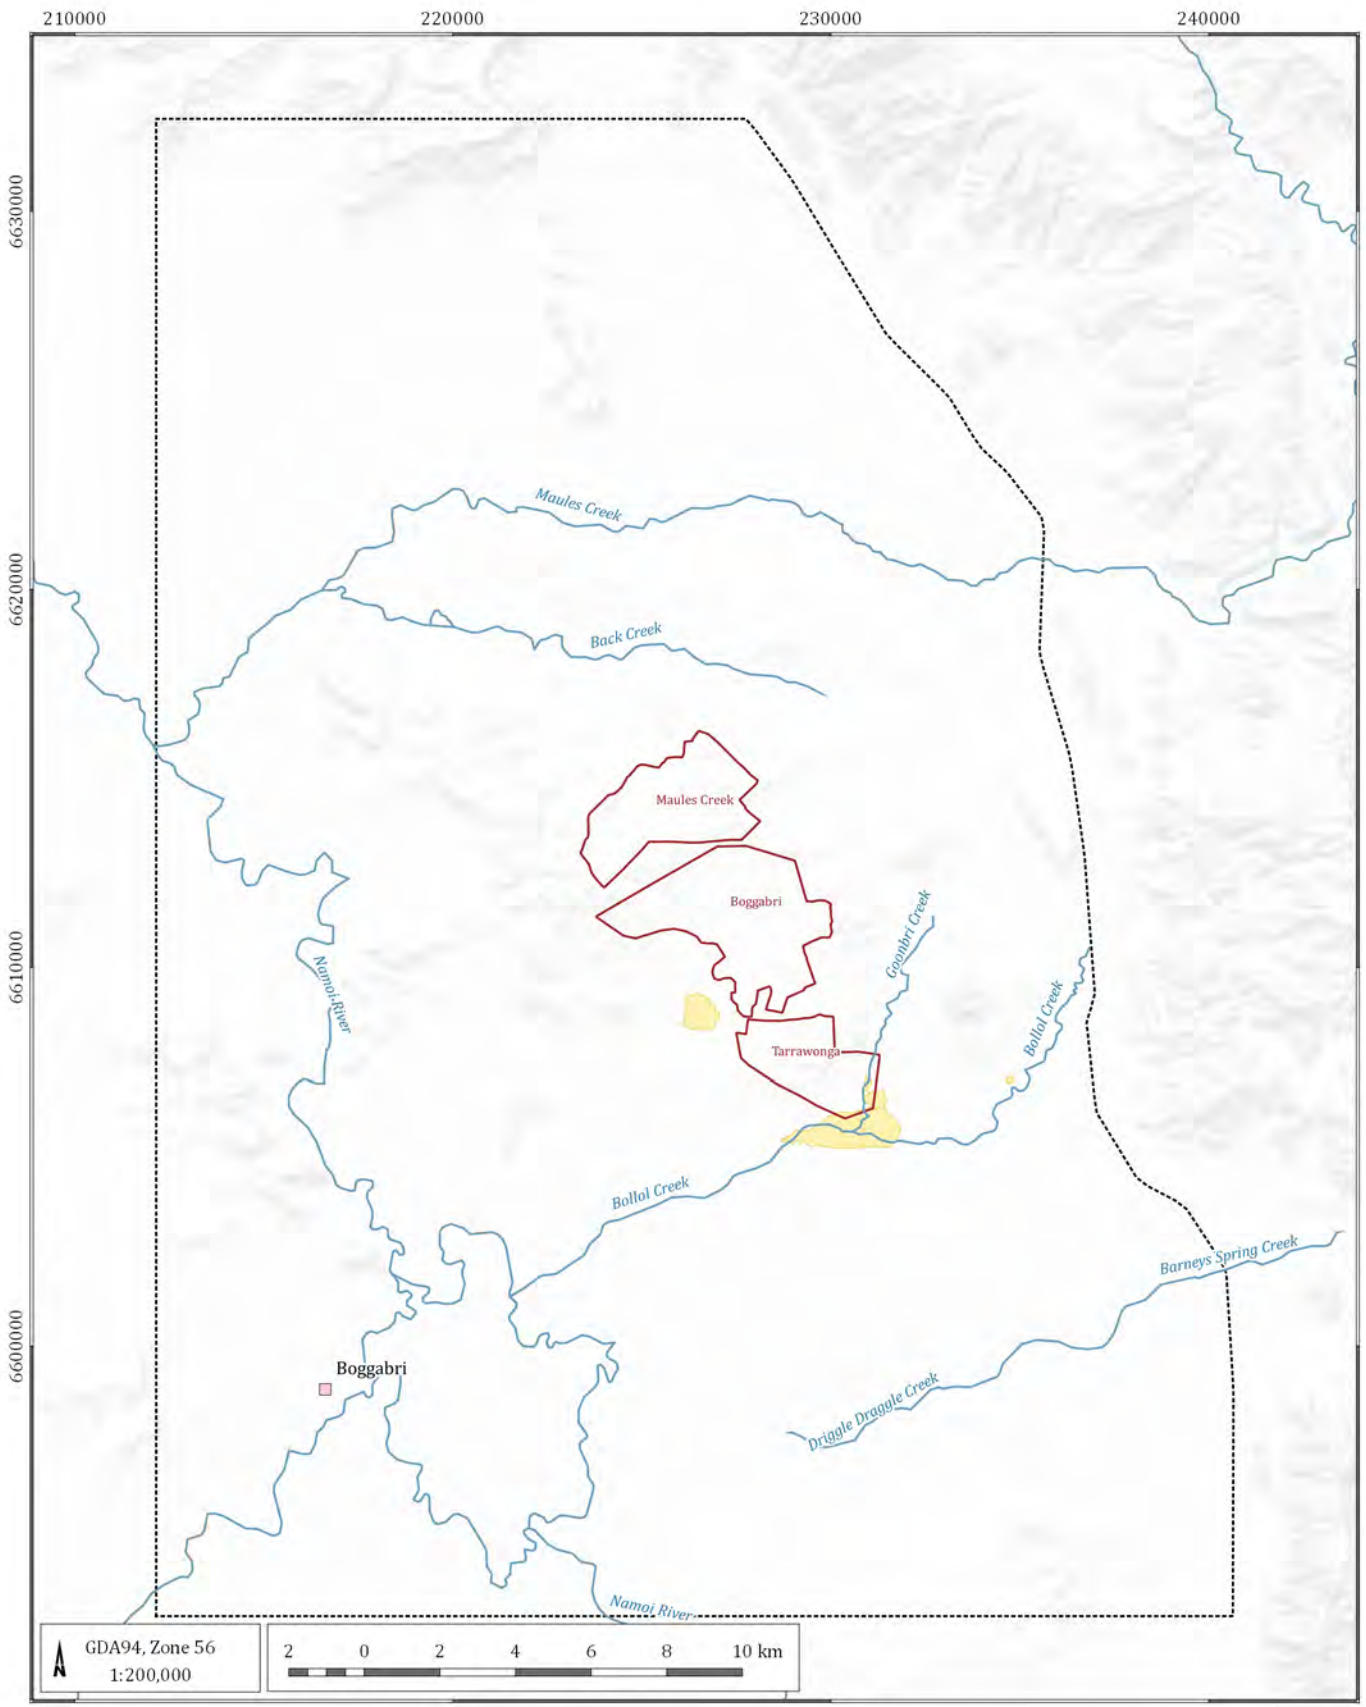 210000 220000 230000 240000
6630000
Maules Creek
6620000
Back Creek
Maules Creek
Boggabri
Goonbri Creek
6610000
Namoi River
Bollol Creek
Tarrawonga
Bollol Creek
Barneys Spring Creek
6600000
Boggabri
Driggle Draggle Creek
Namoi River
GDA94, Zone 56
1:200,000
2 0 2 4 6 8 10 km
N